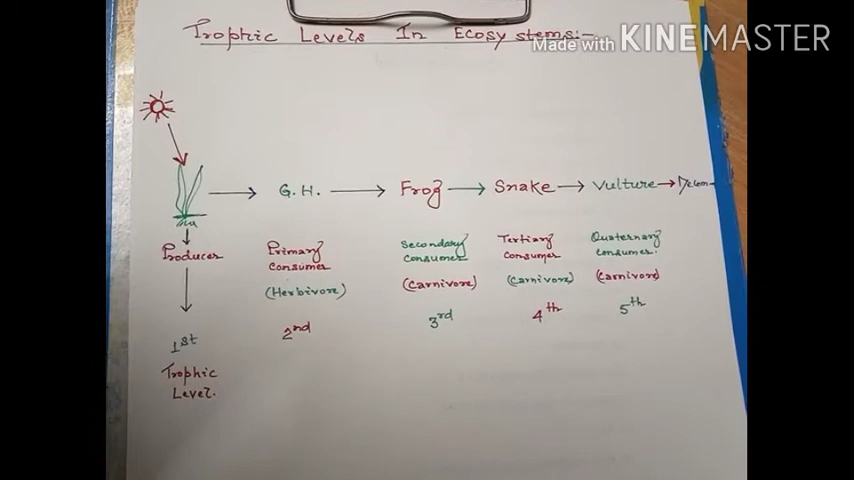 Trophic Levels In Ecosystems:-
Made with KINEMASTER
G.H. Frog Snake Vulture Decom-
Producer
Primary
consumer
Secondary
consumer
Tertiary
consumer
Quaternary
consumer.
(Herbivore)
(Carnivore)
(Carnivore)
(Carnivore)
1st
2nd
3rd
4th
5th
Trophic
Level.